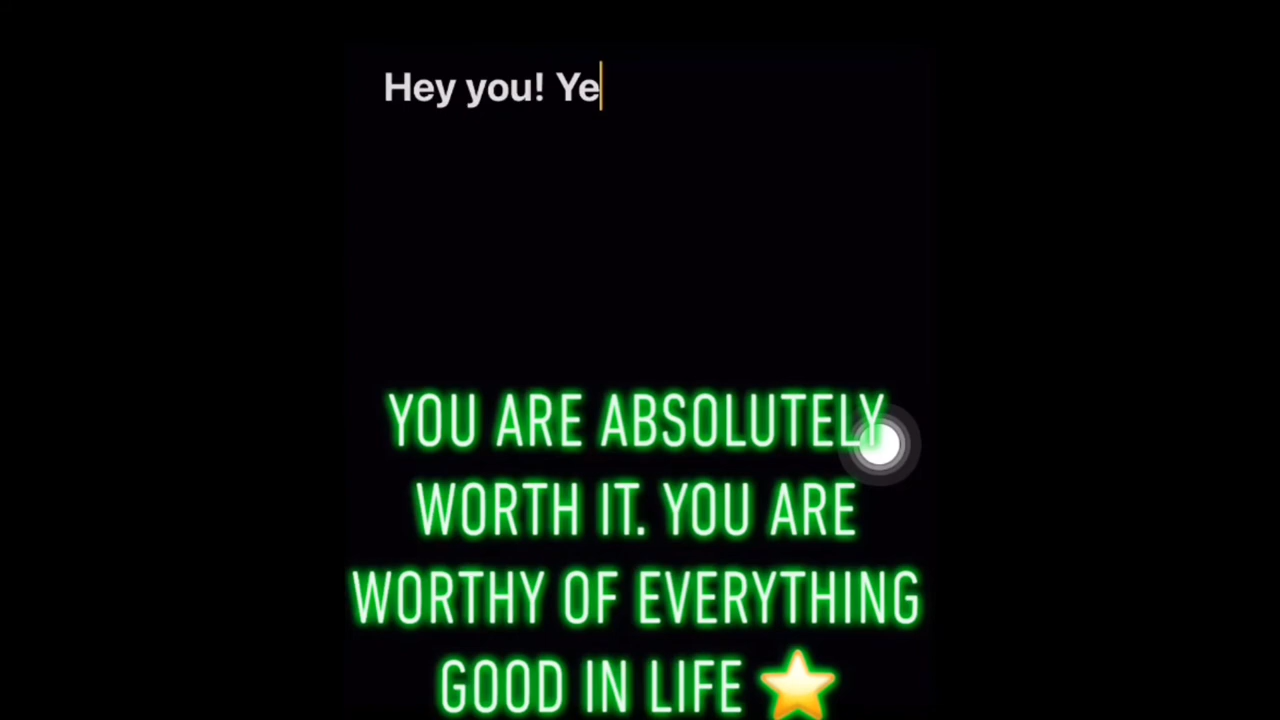 Hey you! Ye
YOU ARE ABSOLUTELY
WORTH IT. YOU ARE
WORTHY OF EVERYTHING
GOOD IN LIFE ⭐